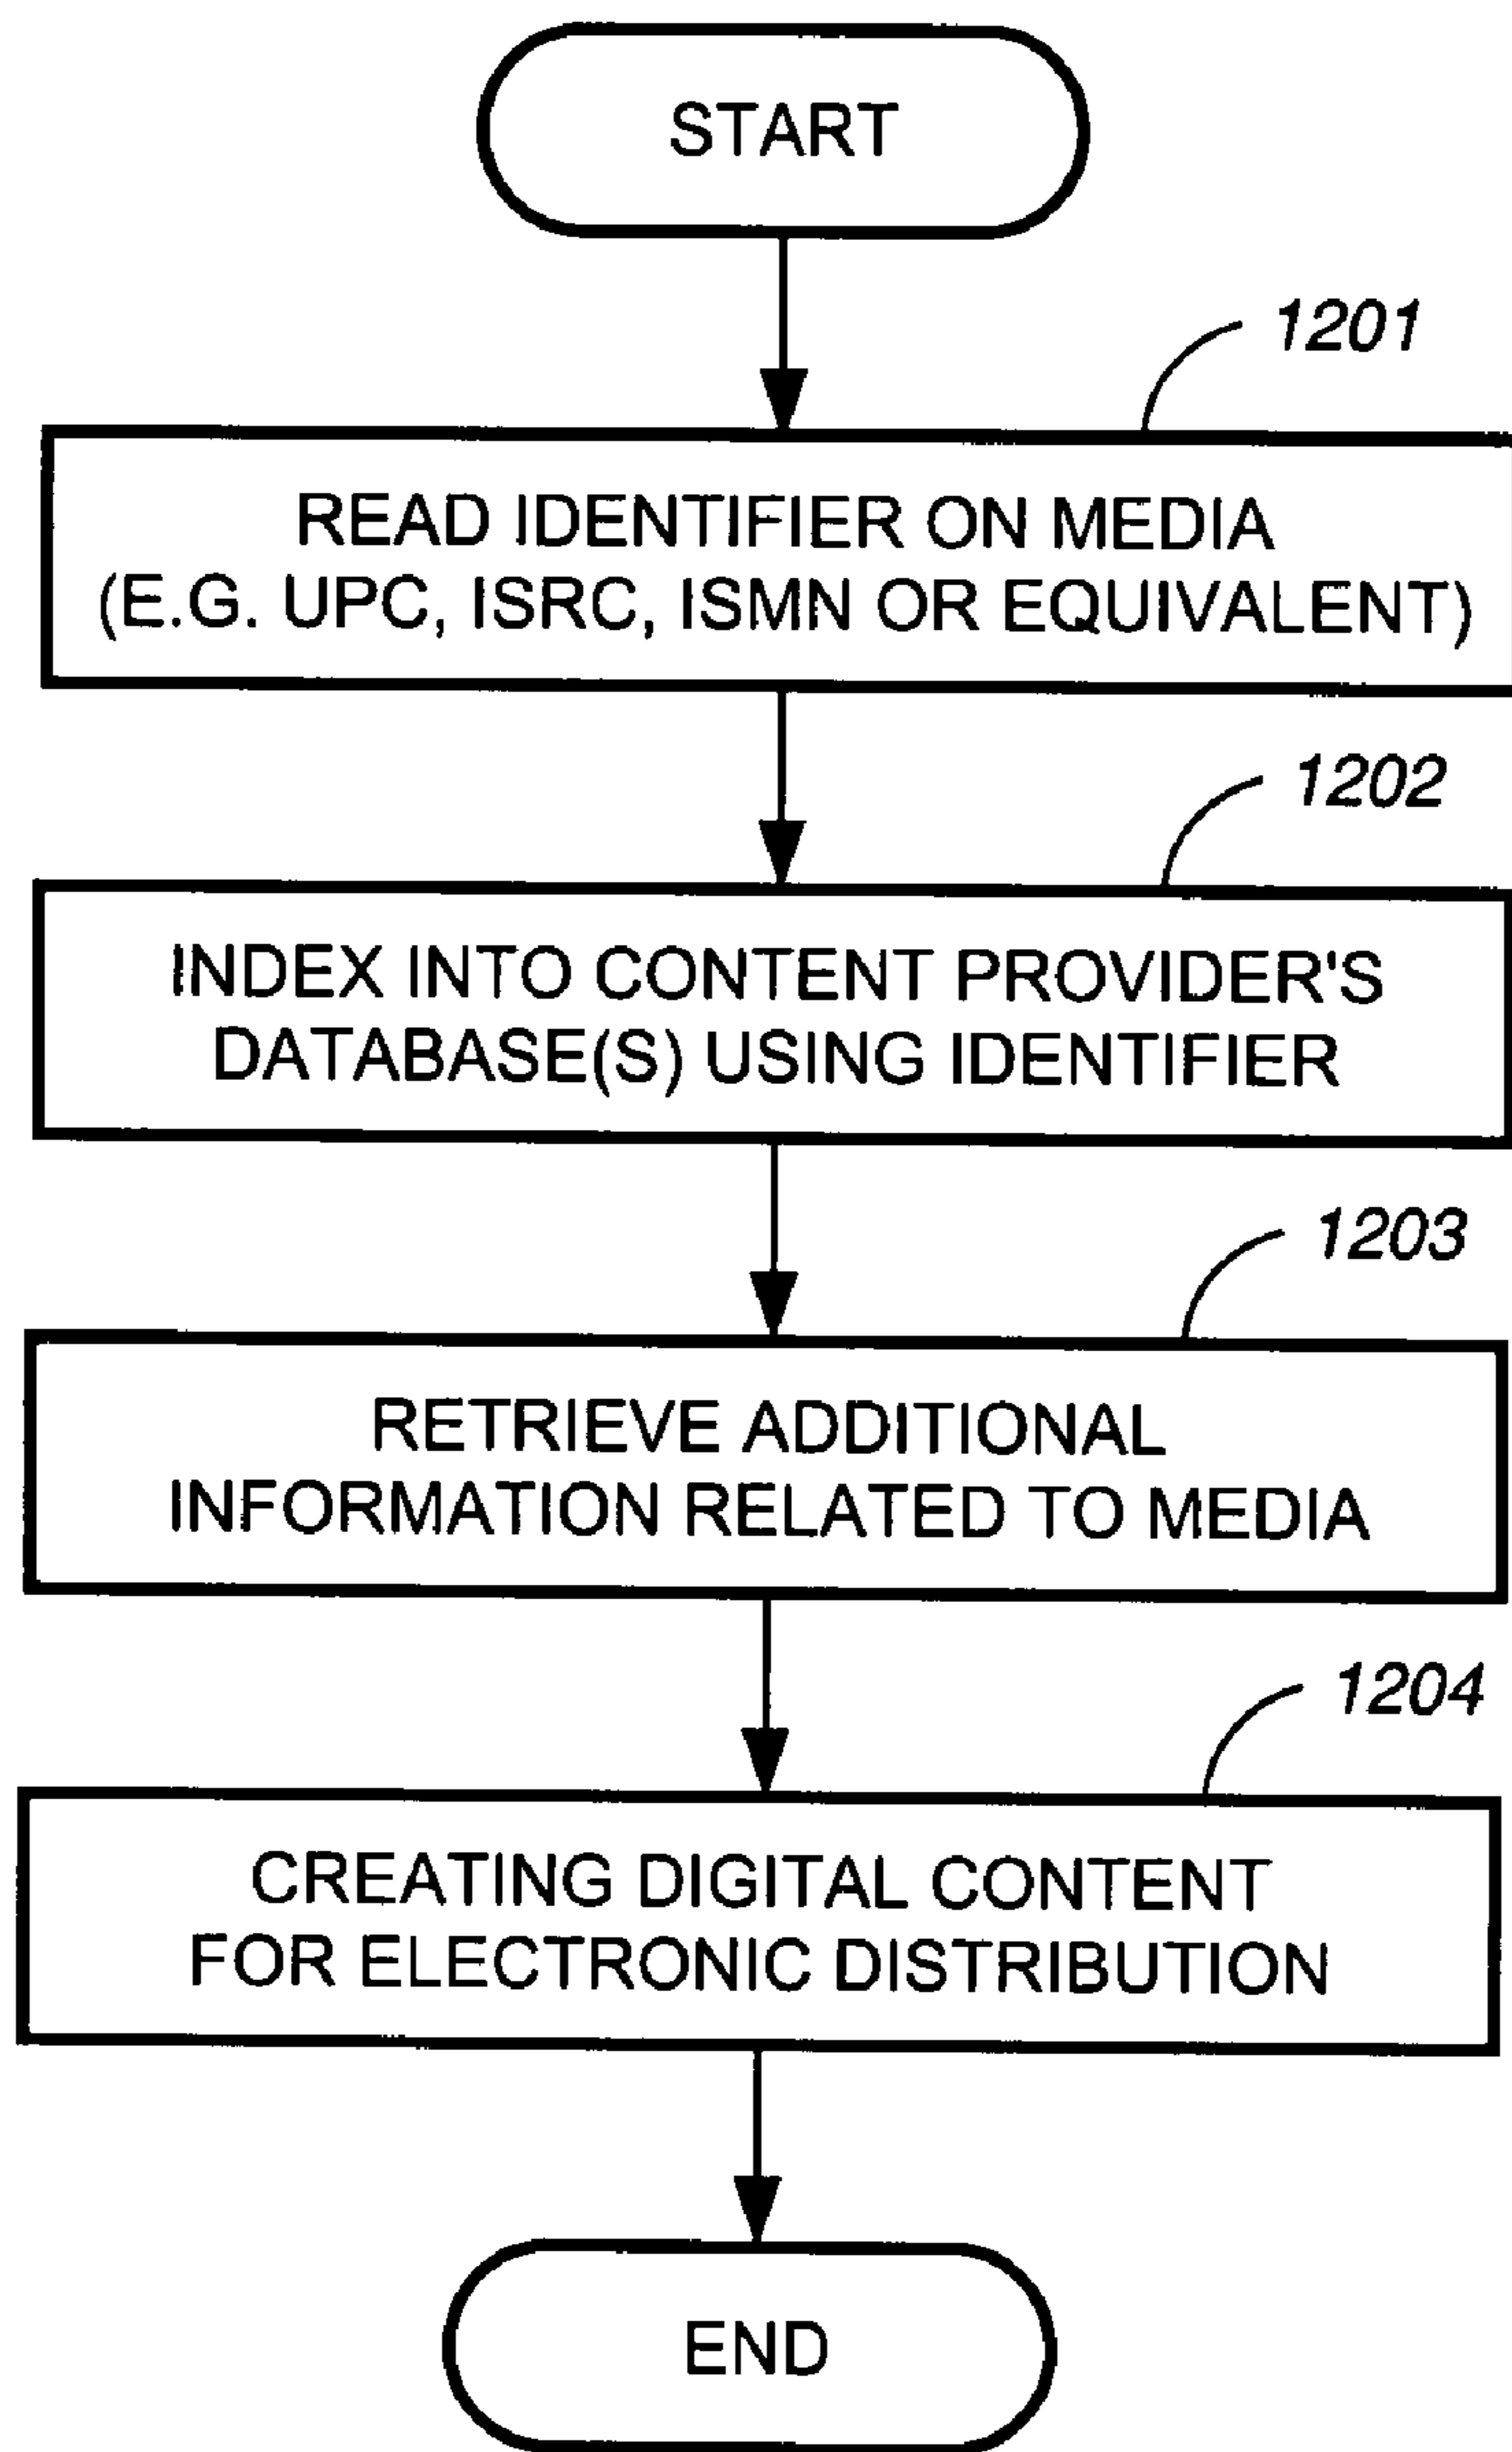 START
1201
READ IDENTIFIER ON MEDIA
(E.G. UPC, ISRC, ISMN OR EQUIVALENT)
1202
INDEX INTO CONTENT PROVIDER'S
DATABASE(S) USING IDENTIFIER
1203
RETRIEVE ADDITIONAL
INFORMATION RELATED TO MEDIA
1204
CREATING DIGITAL CONTENT
FOR ELECTRONIC DISTRIBUTION
END